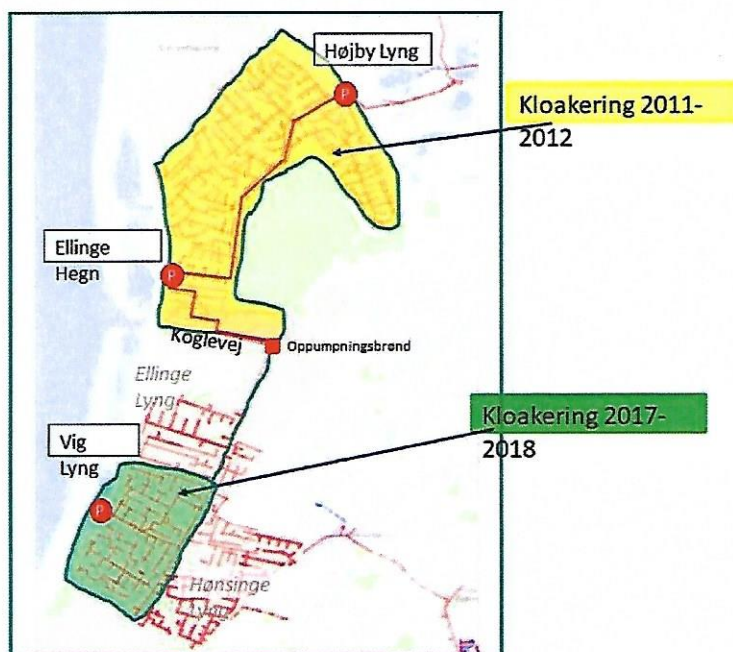 Højby Lyng
P
Kloakering 2011-
2012
Ellinge
Hegn
P
Koglevej
Oppumpningsbrønd
Ellinge
Lyng
Kloakering 2017-
2018
Vig
Lyng
P
Hønsinge
Lyng